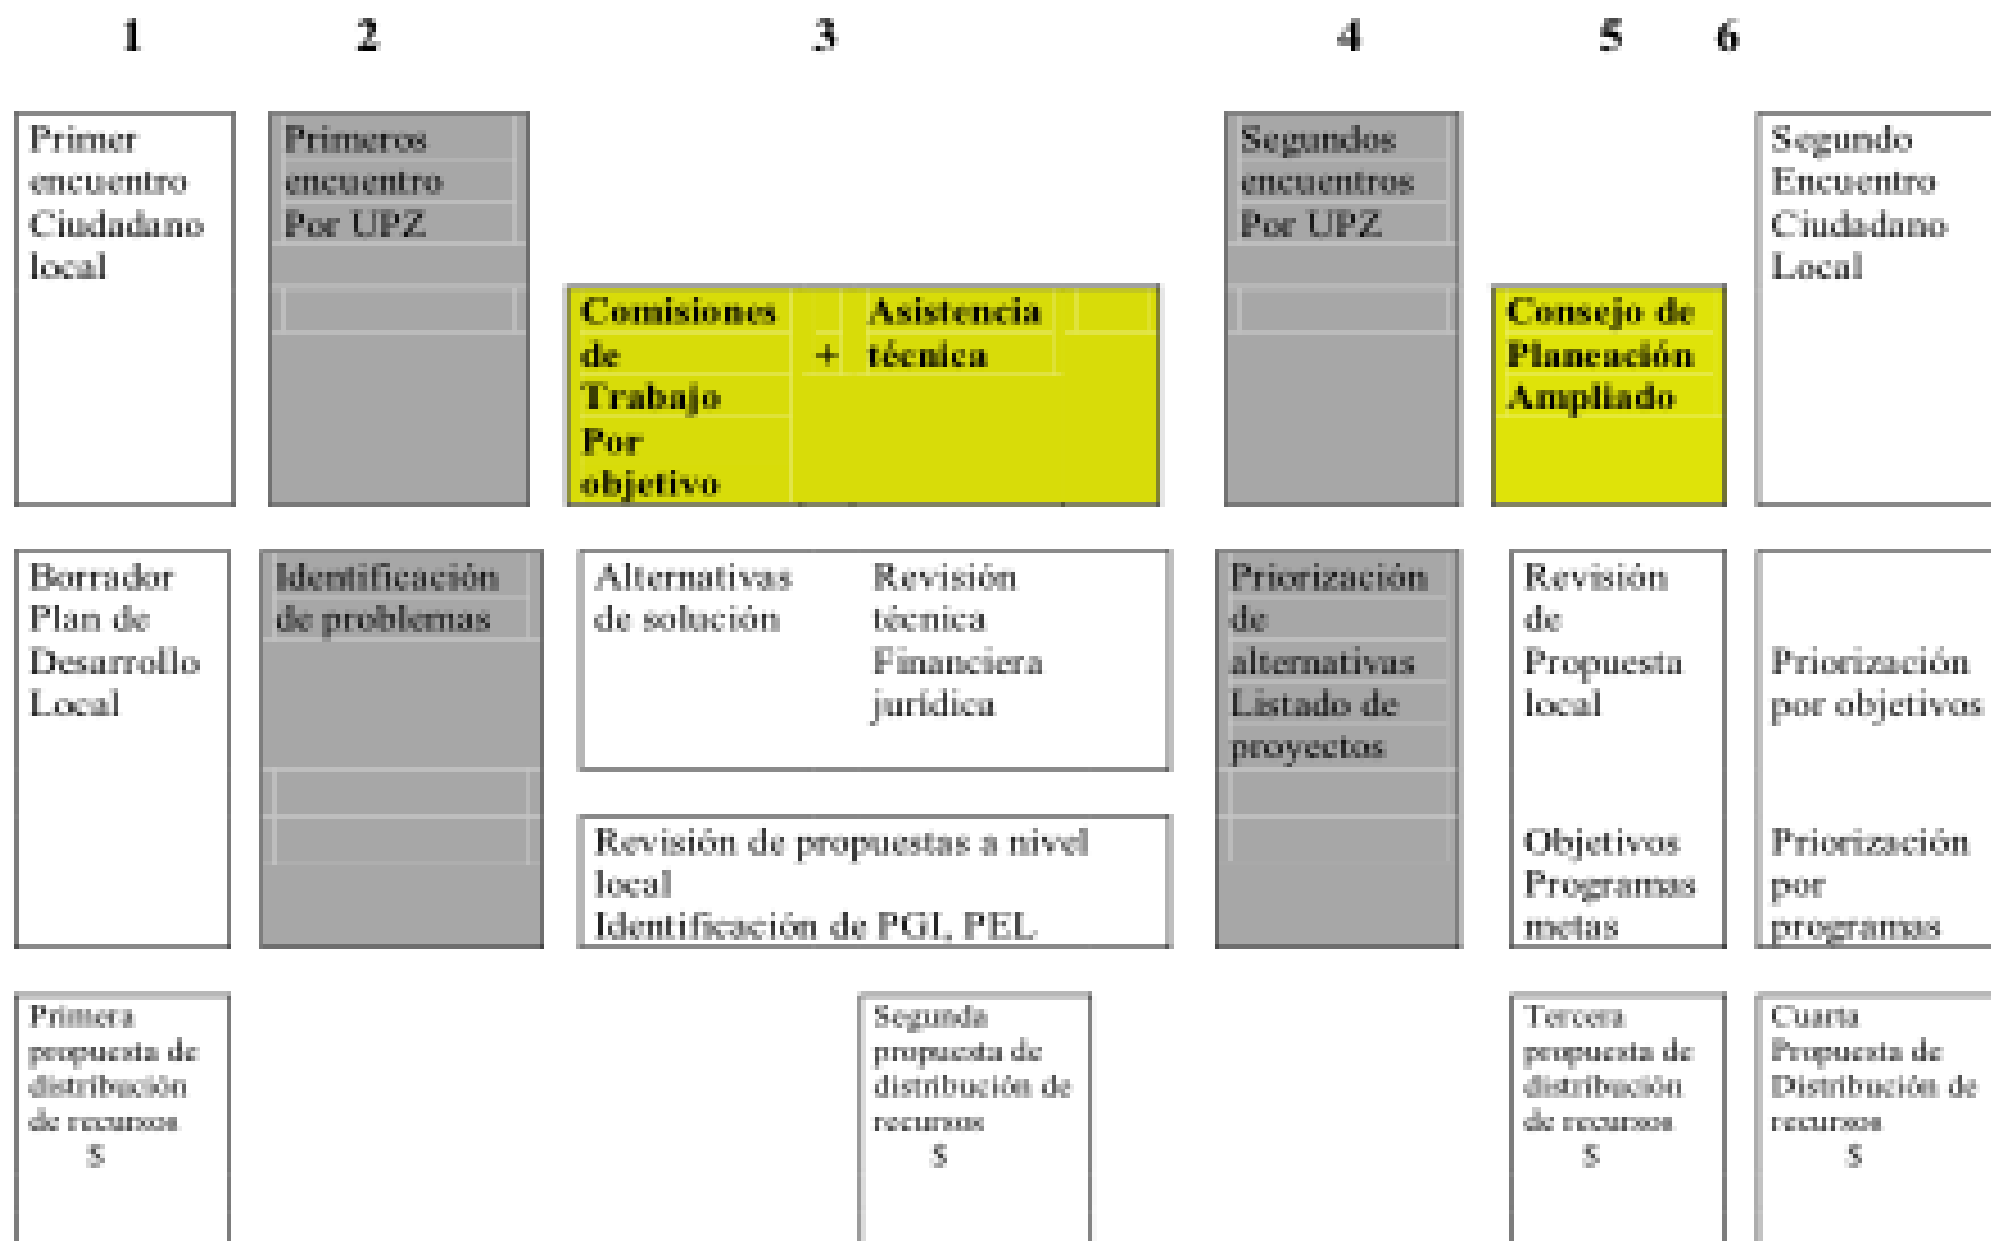 1 2 3 4 5 6
Primer
encuentro
Ciudadano
local
Primeros
encuentro
Por UPZ
Comisiones
de
Trabajo
Por
objetivo
+
Asistencia
técnica
Segundos
encuentros
Por UPZ
Consejo de
Planeación
Ampliado
Segundo
Encuentro
Ciudadano
Local
Borrador
Plan de
Desarrollo
Local
Identificación
de problemas
Alternativas
de solución
Revisión
técnica
Financiera
jurídica
Revisión de propuestas a nivel
local
Identificación de PGI, PEL
Priorización
de
alternativas
Listado de
proyectos
Revisión
de
Propuesta
local
Objetivos
Programas
metas
Priorización
por objetivos
Priorización
por
programas
Primera
propuesta de
distribución
de recursos
$
Segunda
propuesta de
distribución de
recursos
$
Tercera
propuesta de
distribución
de recursos
$
Cuarta
Propuesta de
Distribución de
recursos
$